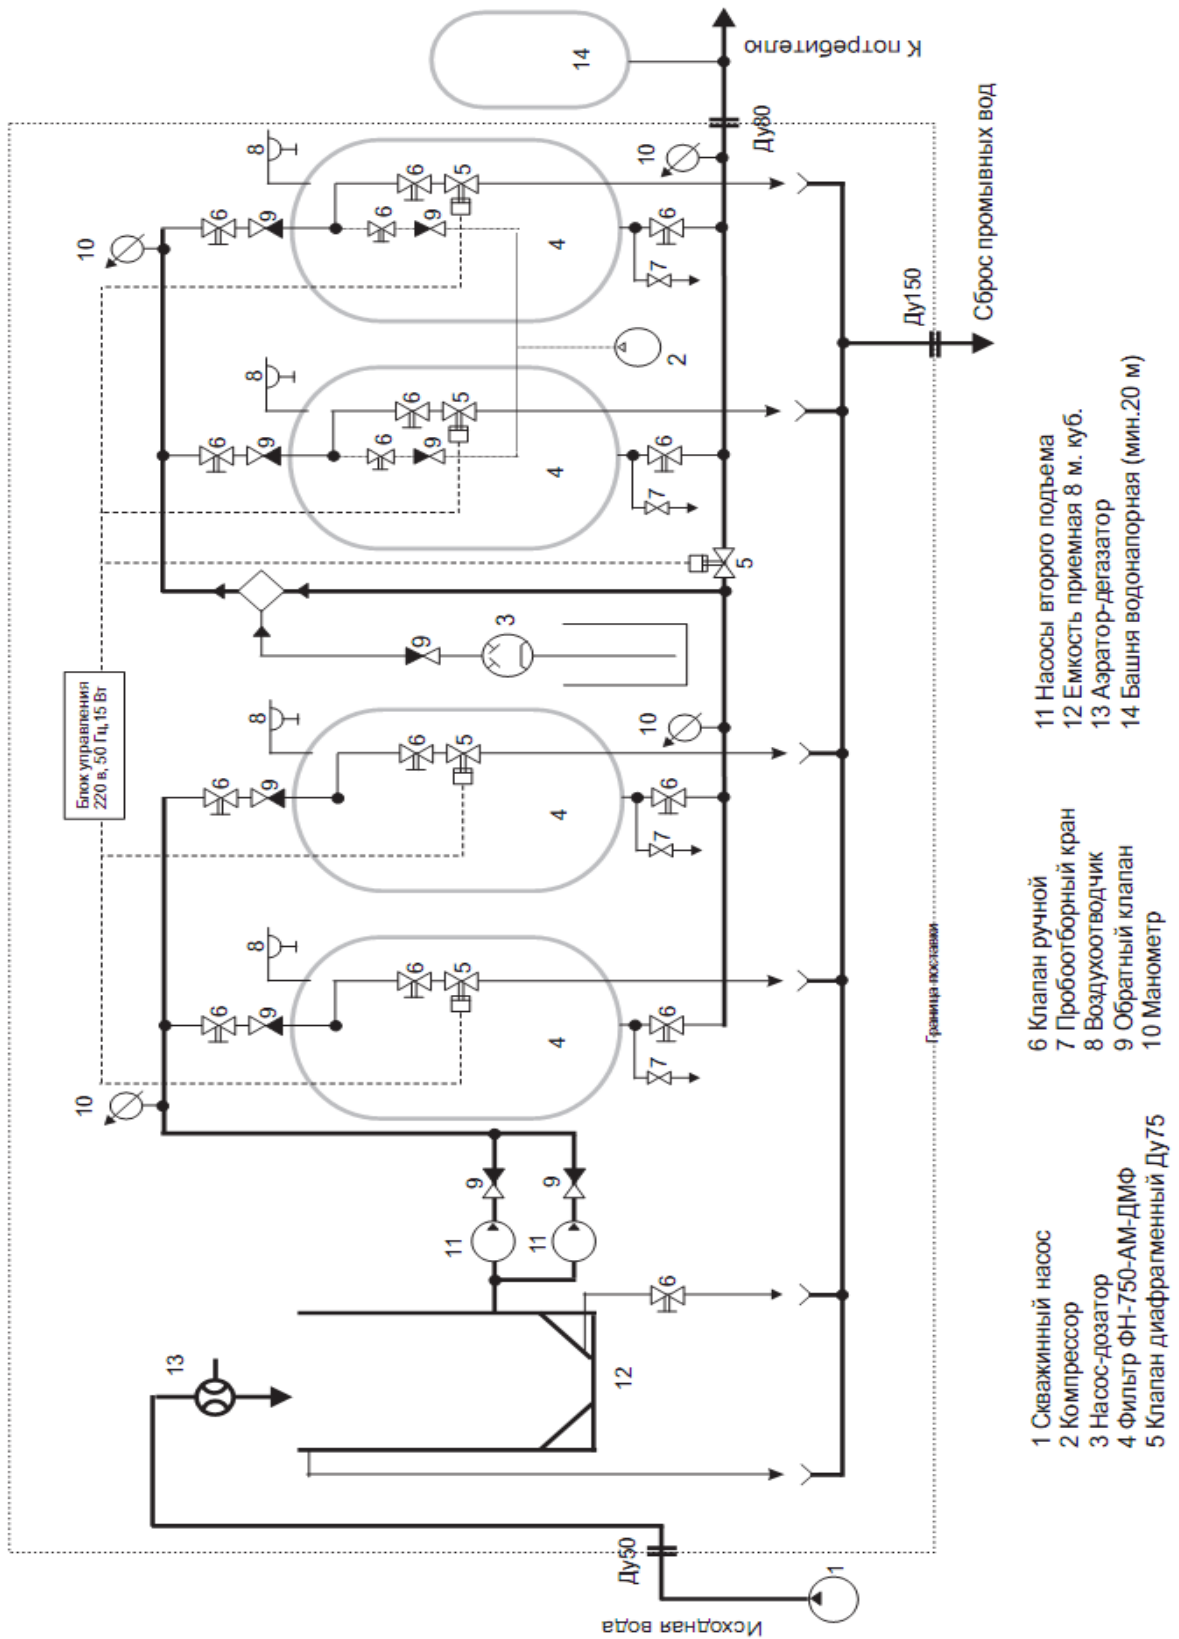 Блок управления
220 в, 50 Гц,15 Вт
10
10
13
6
6
6
6
8
8
8
8
9
9
9
9
6
6
6
6
6
6
9
9
9
5
5
5
5
11
9
3
11
9
4
4
4
4
14
12
Ду50
10
10
7
7
7
7
6
6
6
6
6
2
5
Исходная вода
К потребителю
Ду80
1
Ду150
Граница поставки
Сброс промывных вод
1 Скважинный насос
2 Компрессор
3 Насос-дозатор
4 Фильтр ФН-750-АМ-ДМФ
5 Клапан диафрагменный Ду75
6 Клапан ручной
7 Пробоотборный кран
8 Воздухоотводчик
9 Обратный клапан
10 Манометр
11 Насосы второго подъема
12 Емкость приемная 8 м. куб.
13 Аэратор-дегазатор
14 Башня водонапорная (мин.20 м)